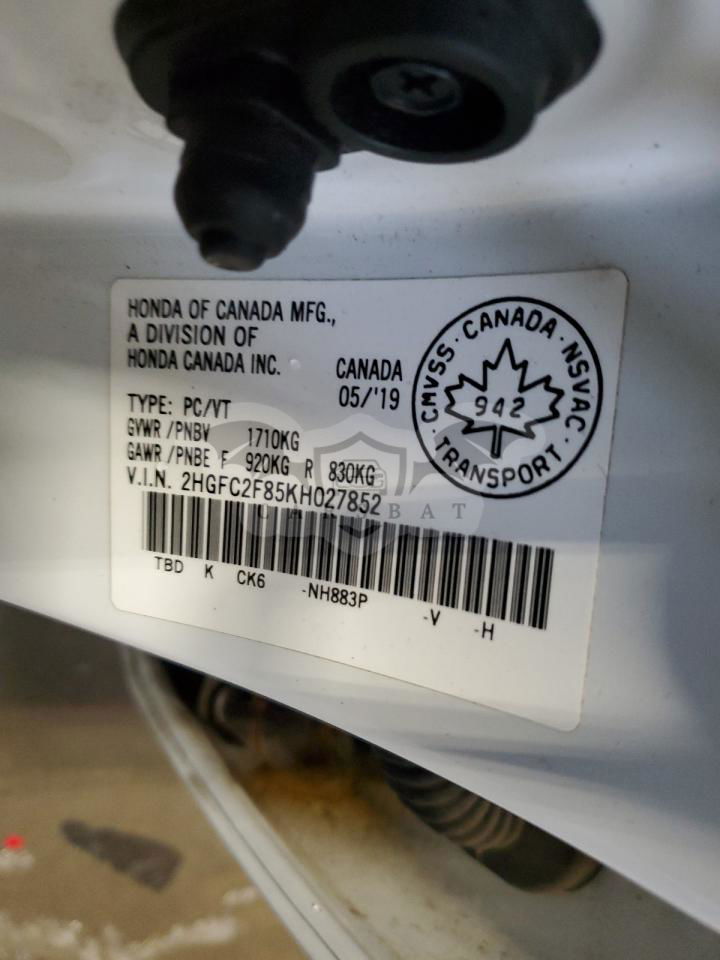 HONDA OF CANADA MFG.,
A DIVISION OF
HONDA CANADA INC.
CANADA
05/'19
TYPE: PC/VT
GVWR /PNBV 1710KG
GAWR /PNBE F 920KG R 830KG
V.I.N. 2HGFC2F85KH027852
TBD K CK6 -NH883P -V -H
CMVSS · CANADA · NSVAC · TRANSPORT ·
942
CAROBAT